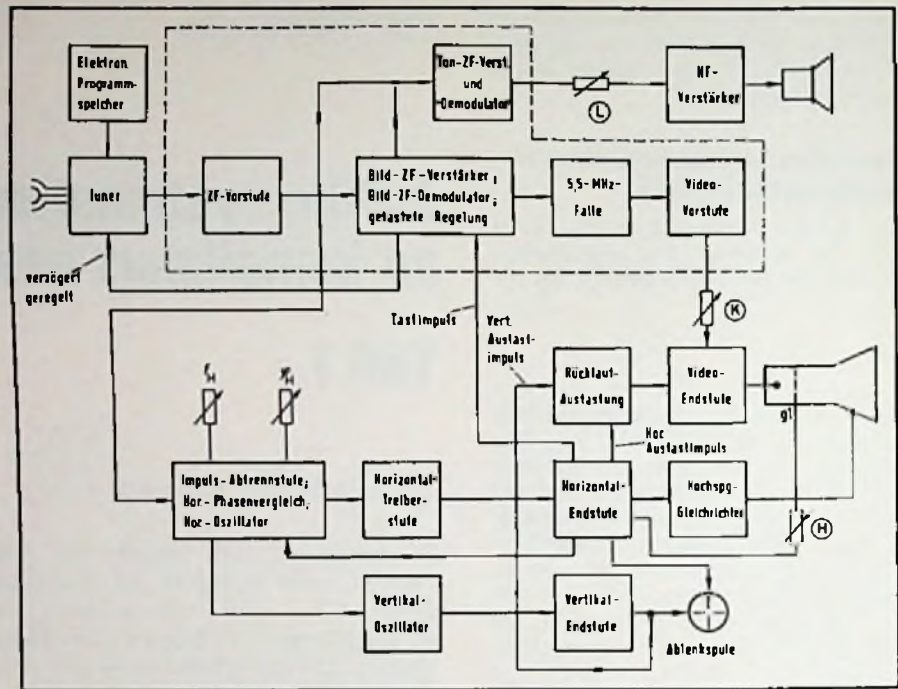 Elektron
Programm-
speicher
Ton-ZF-Verst.
und
-Demodulator
L
NF-
Verstärker
Tuner
ZF-Vorstufe
Bild-ZF-Verstärker;
Bild-ZF-Demodulator;
getastete Regelung
5,5-MHz-
Falle
Video-
Vorstufe
verzögert
geregelt
Tastimpuls
Vert.
Austast-
impuls
K
fH
φH
Rücklauf-
Austastung
Video-
Endstufe
g1
Hor.
Austastimpuls
Impuls-Abtrennstufe;
Hor-Phasenvergleich;
Hor-Oszillator
Horizontal-
Treiber-
stufe
Horizontal-
Endstufe
Hochspg-
Gleichrichter
H
Vertikal-
Oszillator
Vertikal-
Endstufe
Ablenkspule